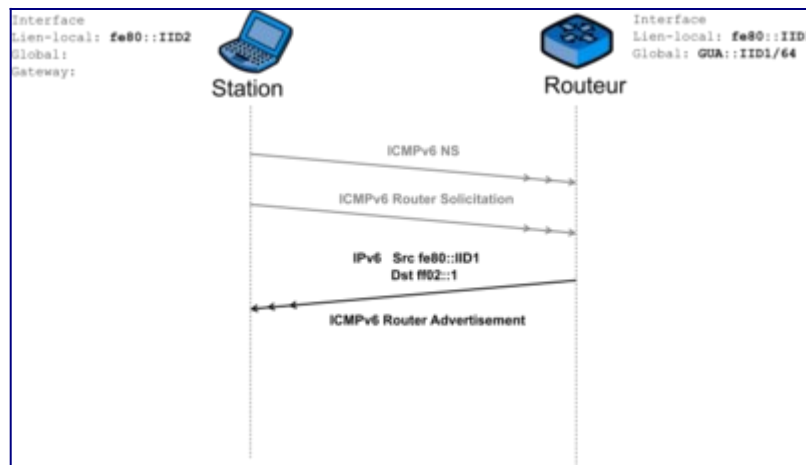 Interface
Lien-local: fe80::IID2
Global:
Gateway:
Station
Interface
Lien-local: fe80::IID
Global: GUA::IID1/64
Routeur
ICMPv6 NS
ICMPv6 Router Solicitation
IPv6 Src fe80::IID1
Dst ff02::1
ICMPv6 Router Advertisement